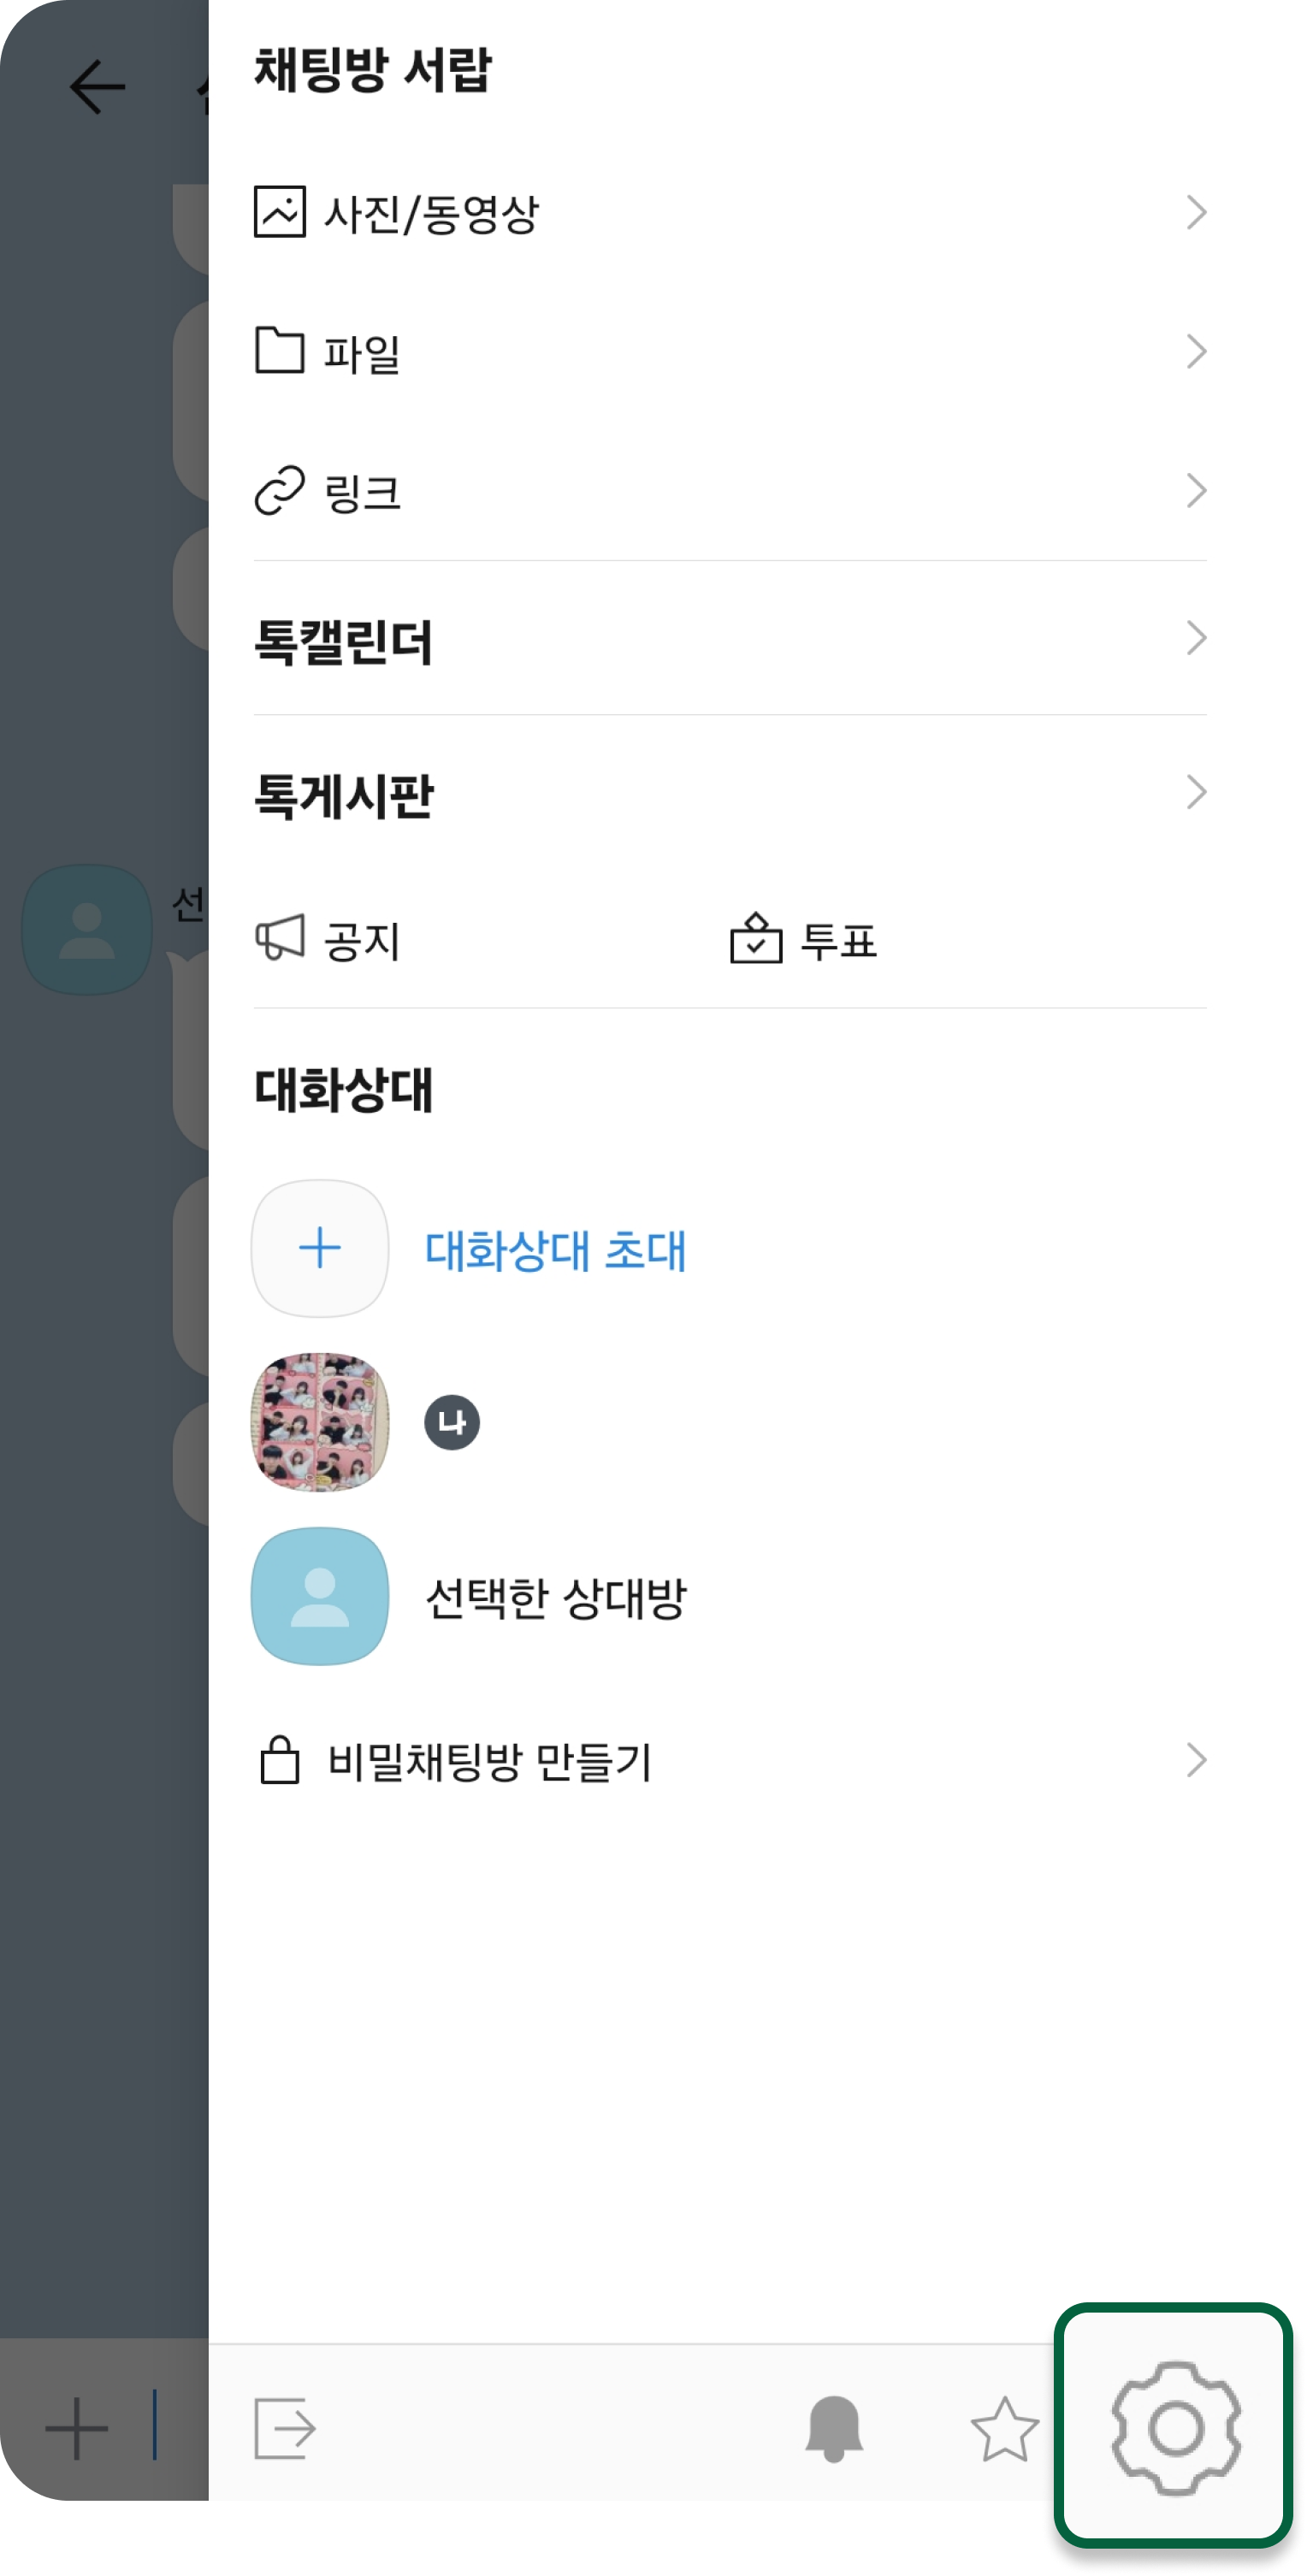 채팅방 서랍
사진/동영상
파일
링크
톡캘린더
톡게시판
선
공지
투표
대화상대
대화상대 초대
나
선택한 상대방
비밀채팅방 만들기